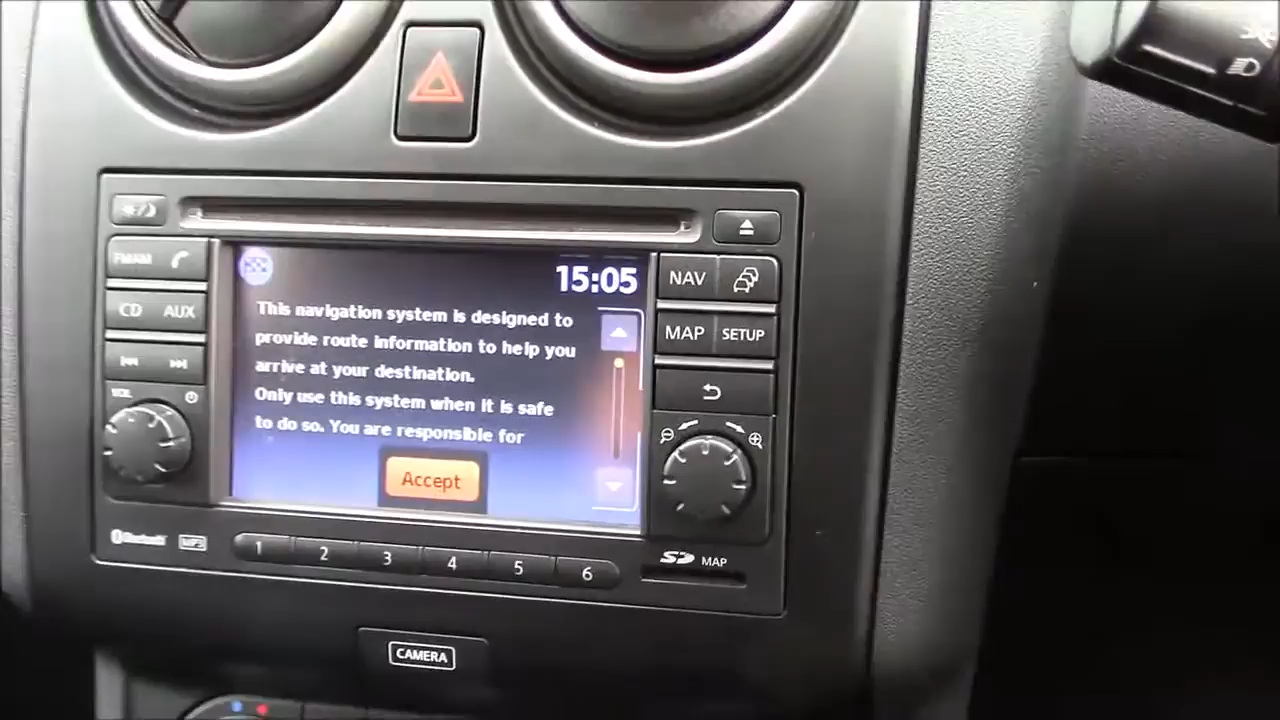 15:05
This navigation system is designed to
provide route information to help you
arrive at your destination.
Only use this system when it is safe
to do so. You are responsible for
Accept
FM/AM
CD AUX
VOL
NAV
MAP SETUP
Bluetooth MP3
1 2 3 4 5 6
SD MAP
CAMERA